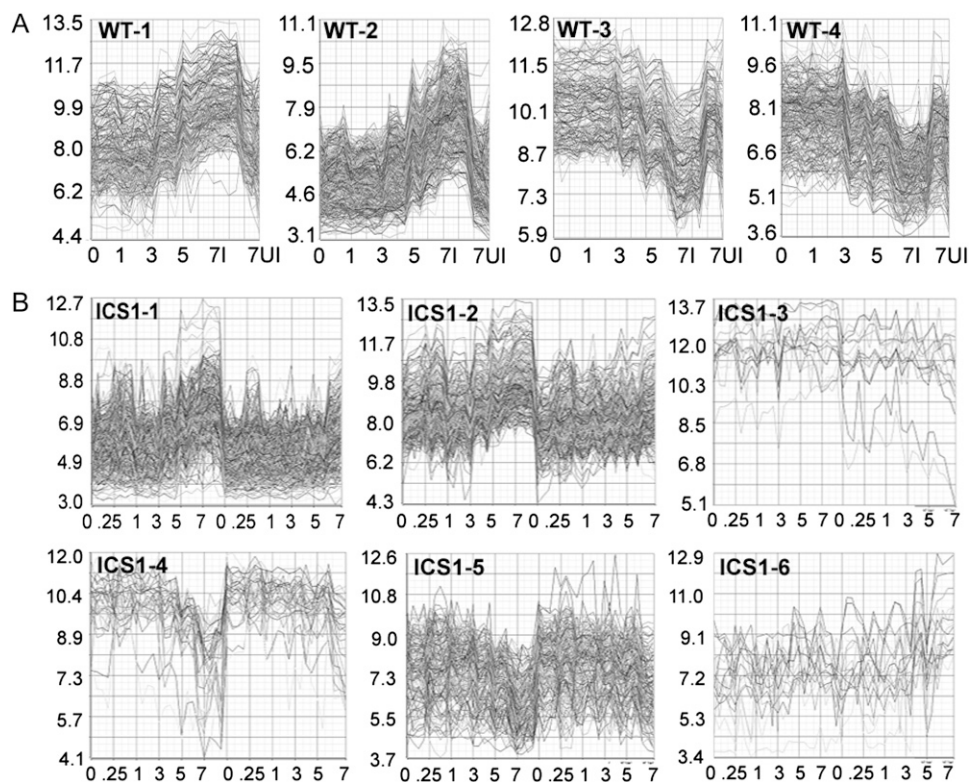 A
WT-1
13.5
11.7
9.9
8.0
6.2
4.4
0 1 3 5 7I 7UI
WT-2
11.1
9.5
7.9
6.2
4.6
3.1
0 1 3 5 7I 7UI
WT-3
12.8
11.5
10.1
8.7
7.3
5.9
0 1 3 5 7I 7UI
WT-4
11.1
9.6
8.1
6.6
5.1
3.6
0 1 3 5 7I 7UI
B
ICS1-1
12.7
10.8
8.8
6.9
4.9
3.0
0 .25 1 3 5 7 0 .25 1 3 5 7
ICS1-2
13.5
11.7
9.8
8.0
6.2
4.3
0 .25 1 3 5 7 0 .25 1 3 5 7
ICS1-3
13.7
12.0
10.3
8.5
6.8
5.1
0 .25 1 3 5 7 0 .25 1 3 5 7
ICS1-4
12.0
10.4
8.9
7.3
5.7
4.1
0 .25 1 3 5 7 0 .25 1 3 5 7
ICS1-5
12.6
10.8
9.0
7.3
5.5
3.7
0 .25 1 3 5 7 0 .25 1 3 5 7
ICS1-6
12.9
11.0
9.1
7.2
5.3
3.4
0 .25 1 3 5 7 0 .25 1 3 5 7